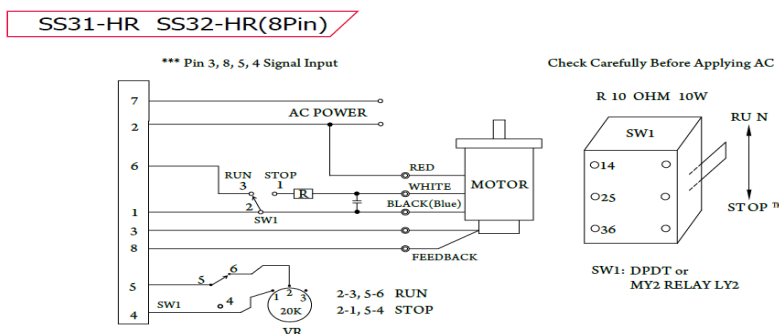 SS31-HR SS32-HR(8Pin)
*** Pin 3, 8, 5, 4 Signal Input
Check Carefully Before Applying AC
7
AC POWER
2
6
RUN STOP
3 1
R
2
SW1
1
3
8
RED
WHITE
BLACK(Blue)
MOTOR
FEEDBACK
5
5 6
SW1 4
4
1 2 3
20K
VR
2-3, 5-6 RUN
2-1, 5-4 STOP
R 10 OHM 10W
SW1
14
25
36
RU N
STOP
SW1: DPDT or
MY2 RELAY LY2